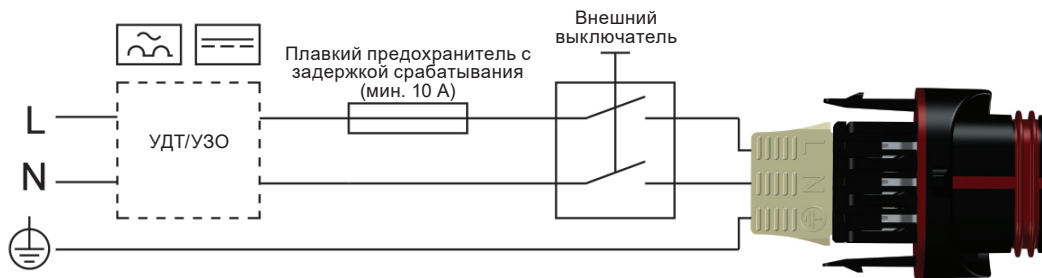 Внешний
выключатель
Плавкий предохранитель с
задержкой срабатывания
(мин. 10 А)
L
УДТ/УЗО
N
L
N